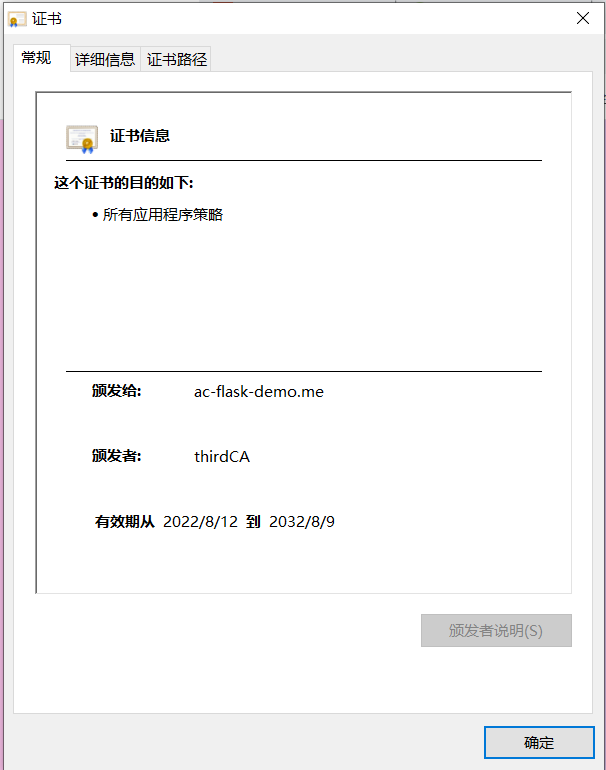 证书
常规 详细信息 证书路径
证书信息
这个证书的目的如下:
• 所有应用程序策略
颁发给: ac-flask-demo.me
颁发者: thirdCA
有效期从 2022/8/12 到 2032/8/9
颁发者说明(S)
确定